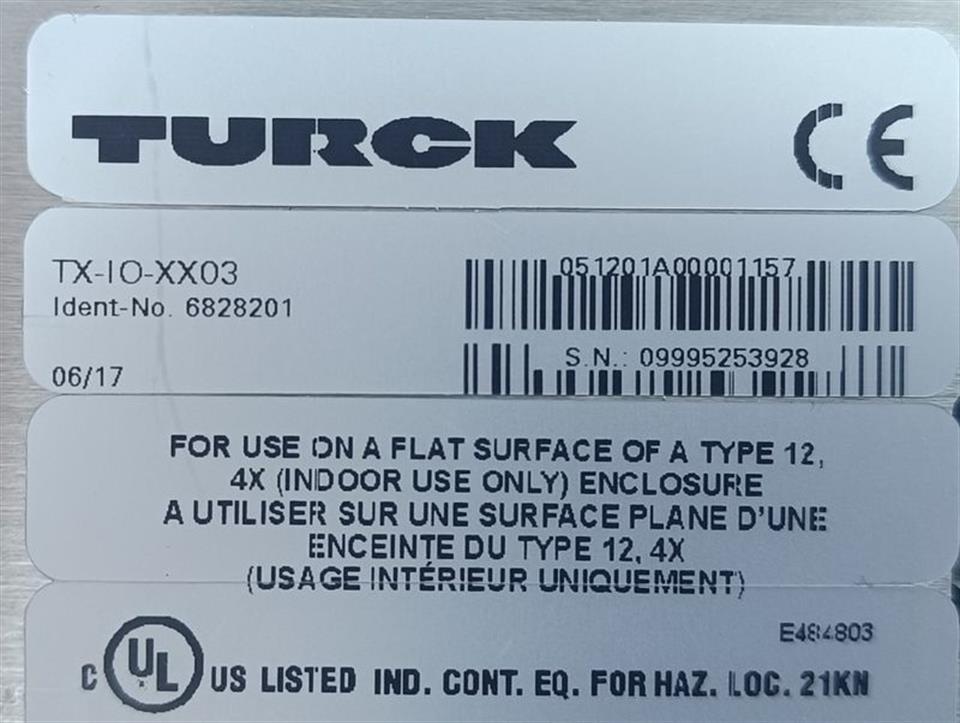 TURCK CE
TX-IO-XX03
Ident-No. 6828201
06/17
051201A00001157
S.N.: 09995253928
FOR USE ON A FLAT SURFACE OF A TYPE 12,
4X (INDOOR USE ONLY) ENCLOSURE
A UTILISER SUR UNE SURFACE PLANE D'UNE
ENCEINTE DU TYPE 12, 4X
(USAGE INTÉRIEUR UNIQUEMENT)
E484803
C UL US LISTED IND. CONT. EQ. FOR HAZ. LOC. 21KN